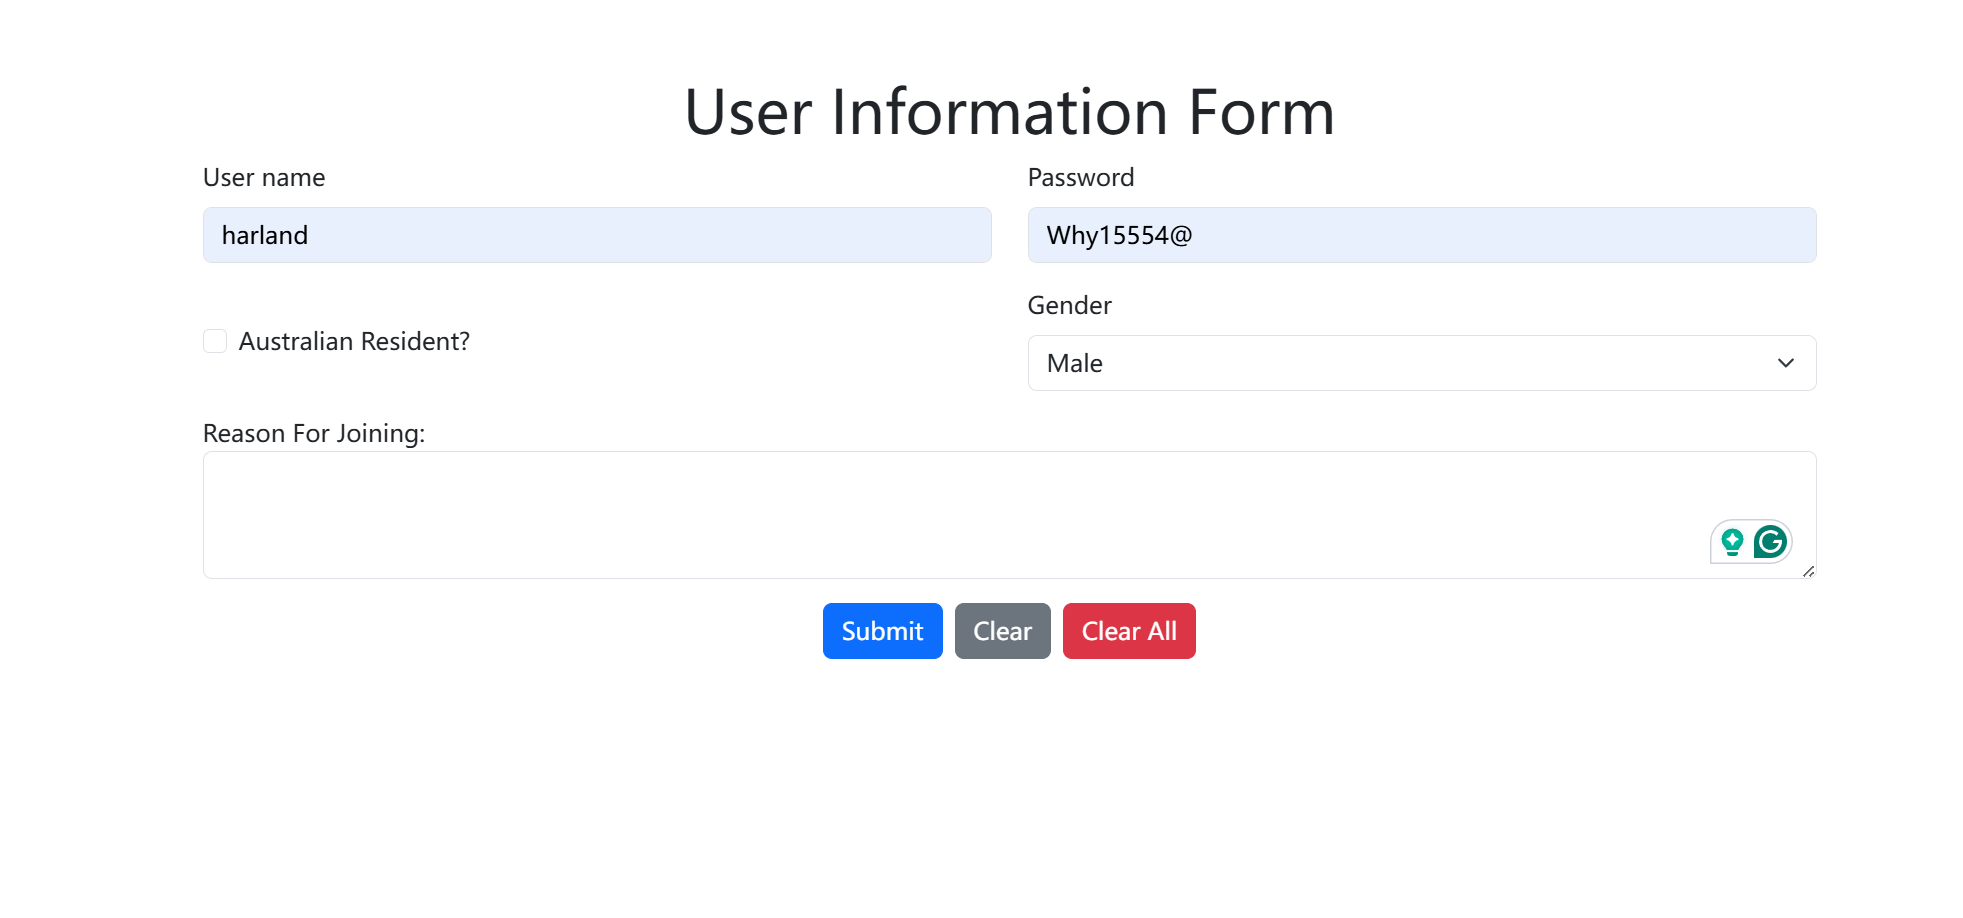 User Information Form
User name
Password
harland
Why15554@
Gender
Australian Resident?
Male
Reason For Joining:
Submit
Clear
Clear All